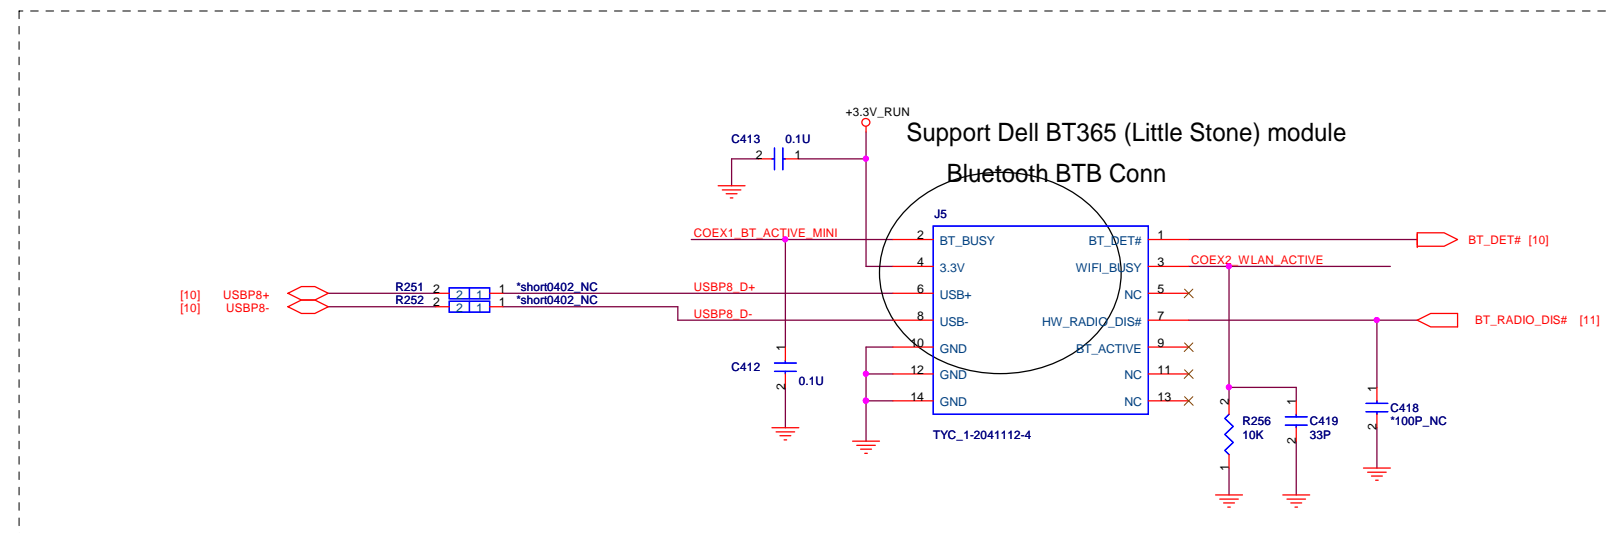 +3.3V_RUN
Support Dell BT365 (Little Stone) module
C413 0.1U
2 1
Bluetooth BTB Conn
J5
COEX1_BT_ACTIVE_MINI 2 BT_BUSY BT_DET# 1 BT_DET# [10]
4 3.3V WIFI_BUSY 3 COEX2_WLAN_ACTIVE
[10] USBP8+ R251 2 2 1 1 *short0402_NC USBP8_D+ 6 USB+ NC 5
[10] USBP8- R252 2 2 1 1 *short0402_NC
USBP8_D- 8 USB- HW_RADIO_DIS# 7 BT_RADIO_DIS# [11]
10 GND BT_ACTIVE 9
1
C412 12 GND NC 11
0.1U
2
14 GND NC 13
2 1 1
R256 C419 C418
10K 33P *100P_NC
1 2 2
TYC_1-2041112-4